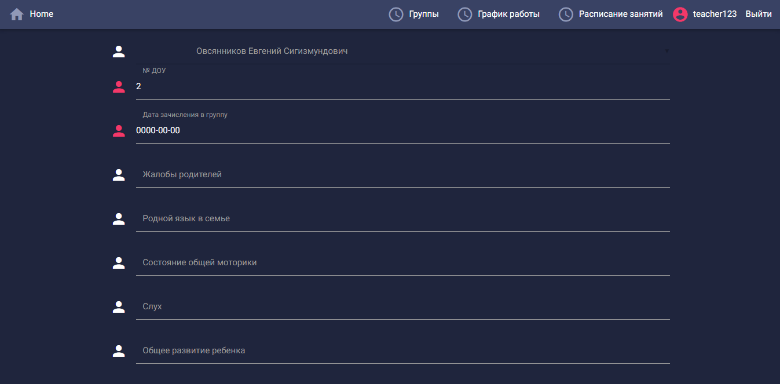 Home Группы График работы Расписание занятий teacher123 Выйти
Овсянников Евгений Сигизмундович
№ ДОУ
2
Дата зачисления в группу
0000-00-00
Жалобы родителей
Родной язык в семье
Состояние общей моторики
Слух
Общее развитие ребенка